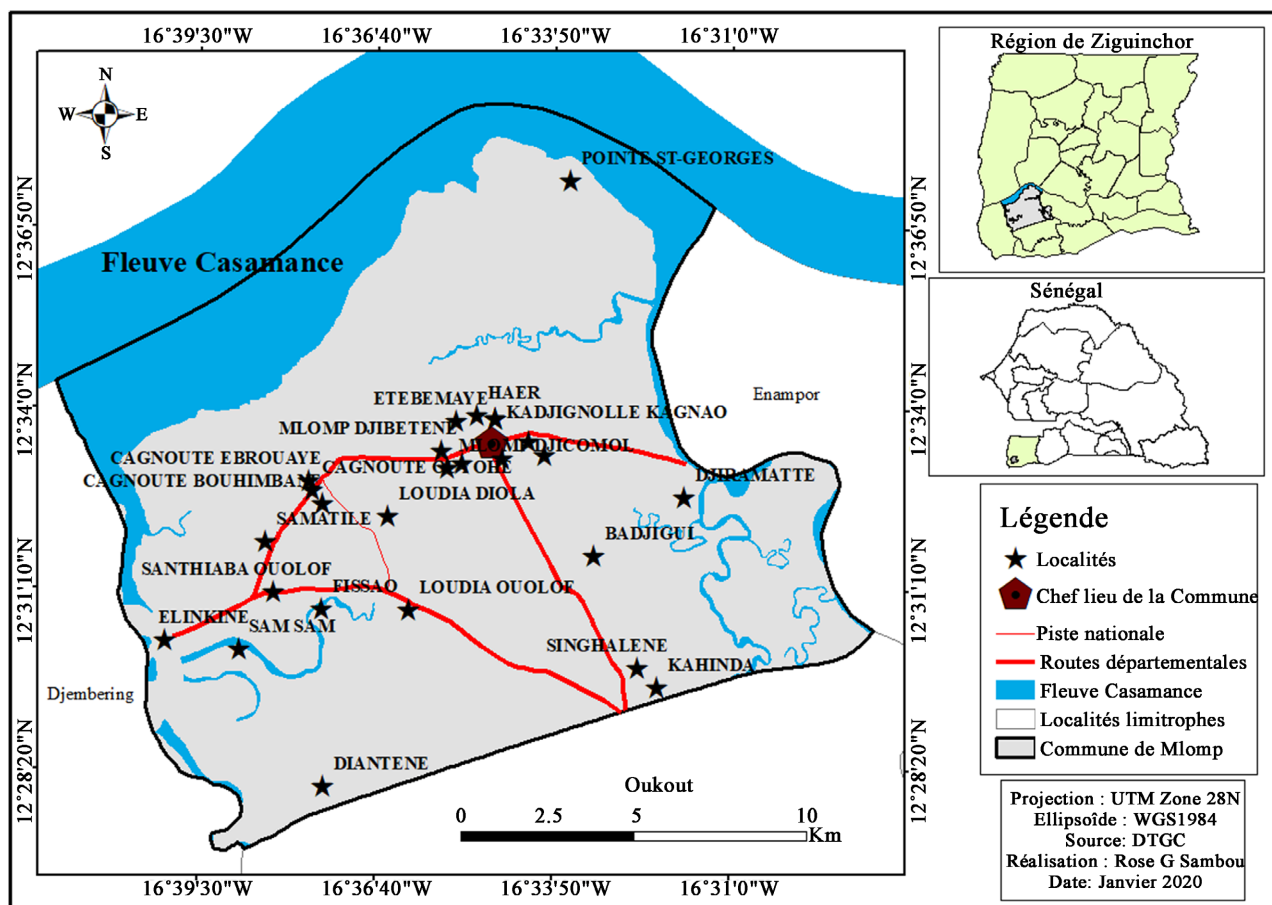 16°39'30"W 16°36'40"W 16°33'50"W 16°31'0"W
N
W E
S
12°36'50"N
12°34'0"N
12°31'10"N
12°28'20"N
POINTE ST-GEORGES
Fleuve Casamance
Enampor
ETEBEMAYE
HAER
KADJIGNOLLE KAGNAO
MLOMP DJIBETENE
MLOMP DJICOMOL
CAGNOUTE EBROUAYE
CAGNOUTE
CAGNOUTE BOUHIMBANE
DJIRAMATTE
LOUDIA DIOLA
SAMATILE
BADJIGUI
SANTHIABA OUOLOF
FISSAO
LOUDIA OUOLOF
ELINKINE
SAM SAM
SINGHALENE
KAHINDA
Djembering
DIANTENE
Oukout
0 2.5 5 10
Km
12°36'50"N
12°34'0"N
12°31'10"N
12°28'20"N
16°39'30"W 16°36'40"W 16°33'50"W 16°31'0"W
Région de Ziguinchor
Sénégal
Légende
Localités
Chef lieu de la Commune
Piste nationale
Routes départementales
Fleuve Casamance
Localités limitrophes
Commune de Mlomp
Projection : UTM Zone 28N
Ellipsoîde : WGS1984
Source: DTGC
Réalisation : Rose G Sambou
Date: Janvier 2020